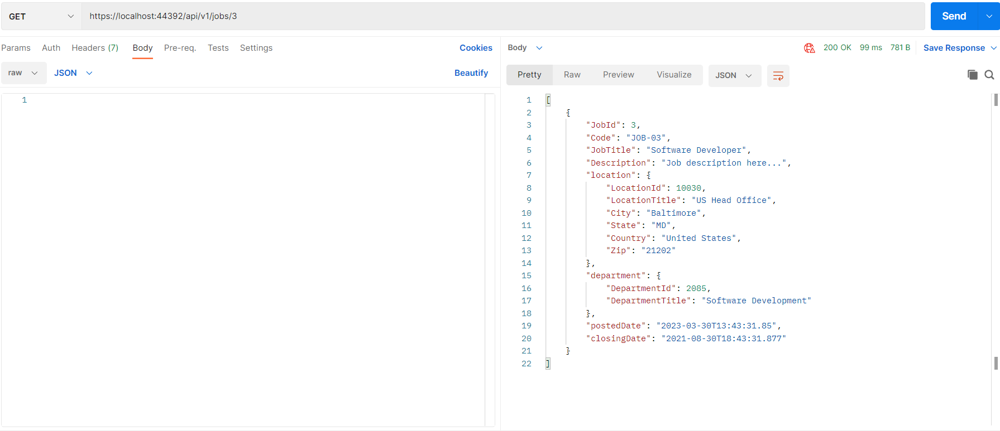 GET https://localhost:44392/api/v1/jobs/3 Send
Params Auth Headers (7) Body Pre-req. Tests Settings Cookies
raw JSON Beautify
1
Body 200 OK 99 ms 781 B Save Response
Pretty Raw Preview Visualize JSON
1 [
2 {
3 "JobId": 3,
4 "Code": "JOB-03",
5 "JobTitle": "Software Developer",
6 "Description": "Job description here...",
7 "location": {
8 "LocationId": 10030,
9 "LocationTitle": "US Head Office",
10 "City": "Baltimore",
11 "State": "MD",
12 "Country": "United States",
13 "Zip": "21202"
14 },
15 "department": {
16 "DepartmentId": 2085,
17 "DepartmentTitle": "Software Development"
18 },
19 "postedDate": "2023-03-30T13:43:31.85",
20 "closingDate": "2021-08-30T18:43:31.877"
21 }
22 ]